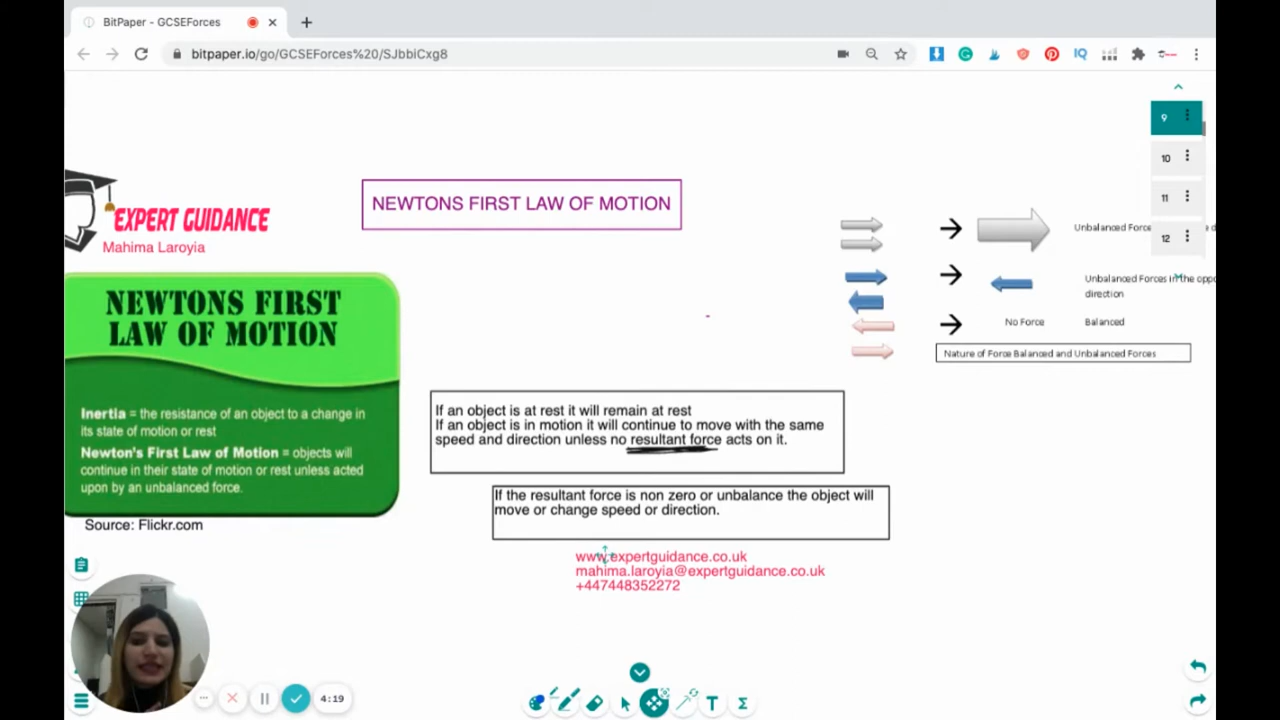 BitPaper - GCSEForces
bitpaper.io/go/GCSEForces%20/SJbbiCxg8
9
10
11
12
NEWTONS FIRST LAW OF MOTION
EXPERT GUIDANCE
Mahima Laroyia
NEWTONS FIRST
LAW OF MOTION
Inertia = the resistance of an object to a change in
its state of motion or rest
Newton's First Law of Motion = objects will
continue in their state of motion or rest unless acted
upon by an unbalanced force.
Source: Flickr.com
Unbalanced Forc
Unbalanced Forces in the oppo
direction
No Force
Balanced
Nature of Force Balanced and Unbalanced Forces
If an object is at rest it will remain at rest
If an object is in motion it will continue to move with the same
speed and direction unless no resultant force acts on it.
If the resultant force is non zero or unbalance the object will
move or change speed or direction.
www.expertguidance.co.uk
mahima.laroyia@expertguidance.co.uk
+447448352272
4:19
T
Σ
IQ